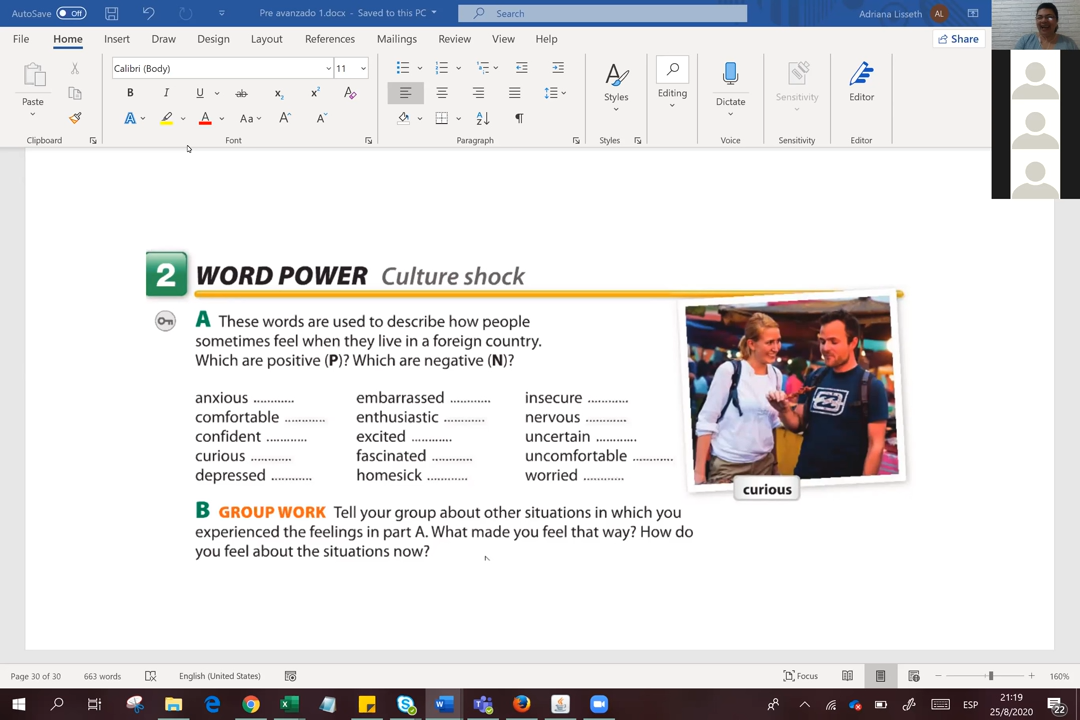 AutoSave Off
Pre avanzado 1.docx - Saved to this PC
Search
Adriana Lisseth AL
File Home Insert Draw Design Layout References Mailings Review View Help
Share
Calibri (Body) 11
Paste
Styles
Editing
Dictate
Sensitivity
Editor
Clipboard
Font
Paragraph
Styles
Voice
Sensitivity
Editor
2 WORD POWER Culture shock
A These words are used to describe how people
sometimes feel when they live in a foreign country.
Which are positive (P)? Which are negative (N)?
anxious ............ embarrassed ............ insecure ............
comfortable ............ enthusiastic ............ nervous ............
confident ............ excited ............ uncertain ............
curious ............ fascinated ............ uncomfortable ............
depressed ............ homesick ............ worried ............
curious
B GROUP WORK Tell your group about other situations in which you
experienced the feelings in part A. What made you feel that way? How do
you feel about the situations now?
Page 30 of 30 663 words English (United States) Focus 160%
ESP
21:19
25/8/2020
22